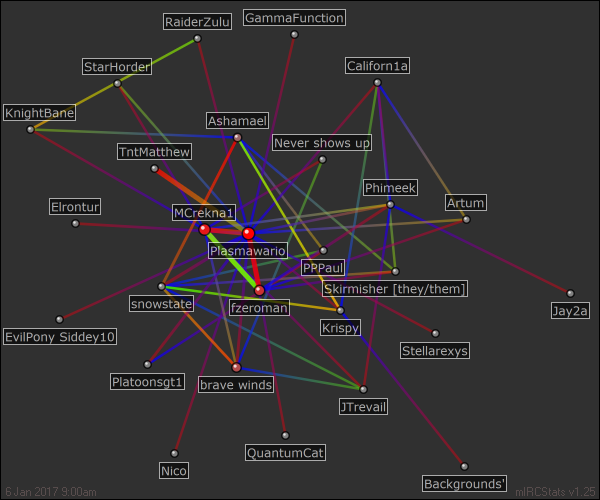 GammaFunction
RaiderZulu
StarHorder
Californ1a
KnightBane
Ashamael
Never shows up
TntMatthew
Phimeek
Elrontur
MCrekna1
Artum
Plasmawario
PPPaul
Skirmisher [they/them]
snowstate
fzeroman
Jay2a
Krispy
EvilPony Siddey10
Stellarexys
Platoonsgt1
brave winds
JTrevail
QuantumCat
Nico
Backgrounds'
6 Jan 2017 9:00am
mIRCStats v1.25